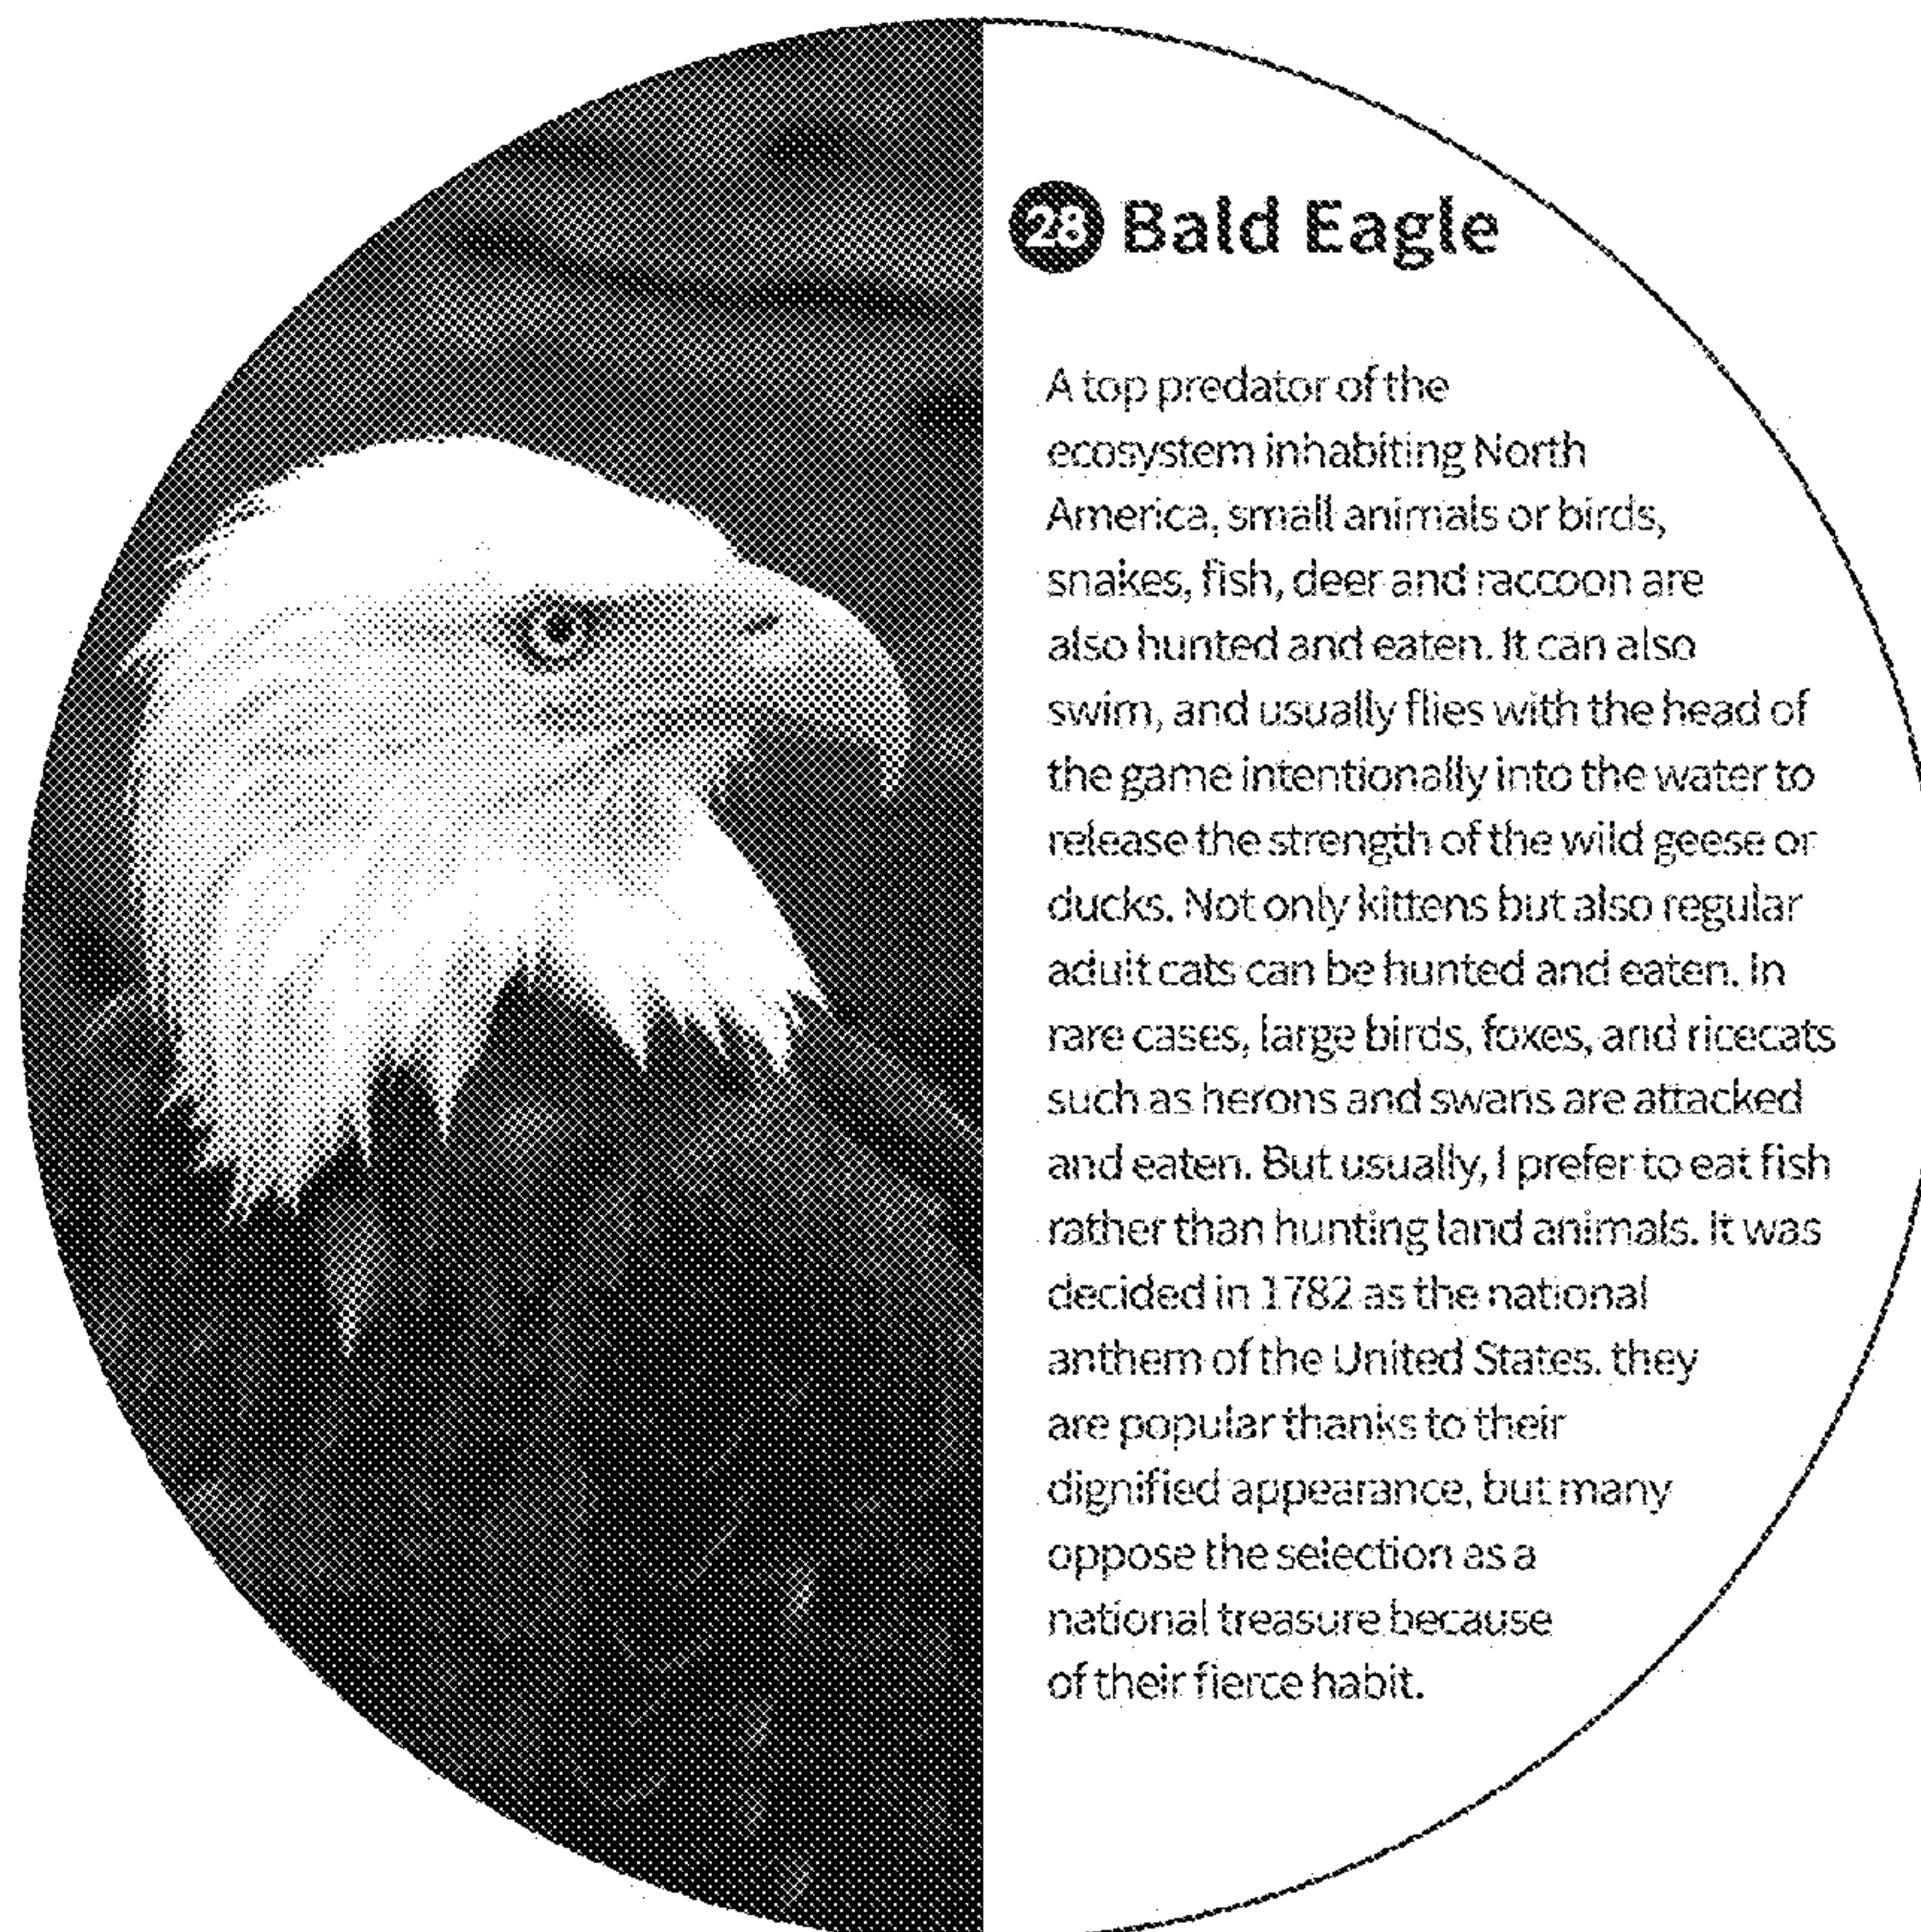 28 Bald Eagle
A top predator of the
ecosystem inhabiting North
America, small animals or birds,
snakes, fish, deer and raccoon are
also hunted and eaten. It can also
swim, and usually flies with the head of
the game intentionally into the water to
release the strength of the wild geese or
ducks. Not only kittens but also regular
adult cats can be hunted and eaten. In
rare cases, large birds, foxes, and ricecats
such as herons and swans are attacked
and eaten. But usually, I prefer to eat fish
rather than hunting land animals. It was
decided in 1782 as the national
anthem of the United States. they
are popular thanks to their
dignified appearance, but many
oppose the selection as a
national treasure because
of their fierce habit.